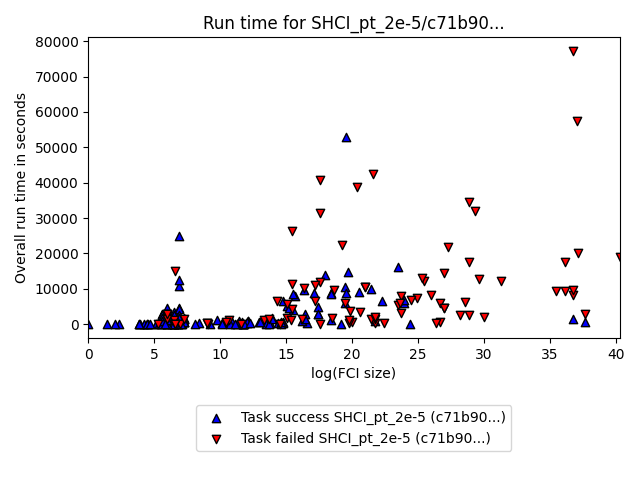 Run time for SHCI_pt_2e-5/c71b90...
Overall run time in seconds
80000
70000
60000
50000
40000
30000
20000
10000
0
0 5 10 15 20 25 30 35 40
log(FCI size)
Task success SHCI_pt_2e-5 (c71b90...)
Task failed SHCI_pt_2e-5 (c71b90...)